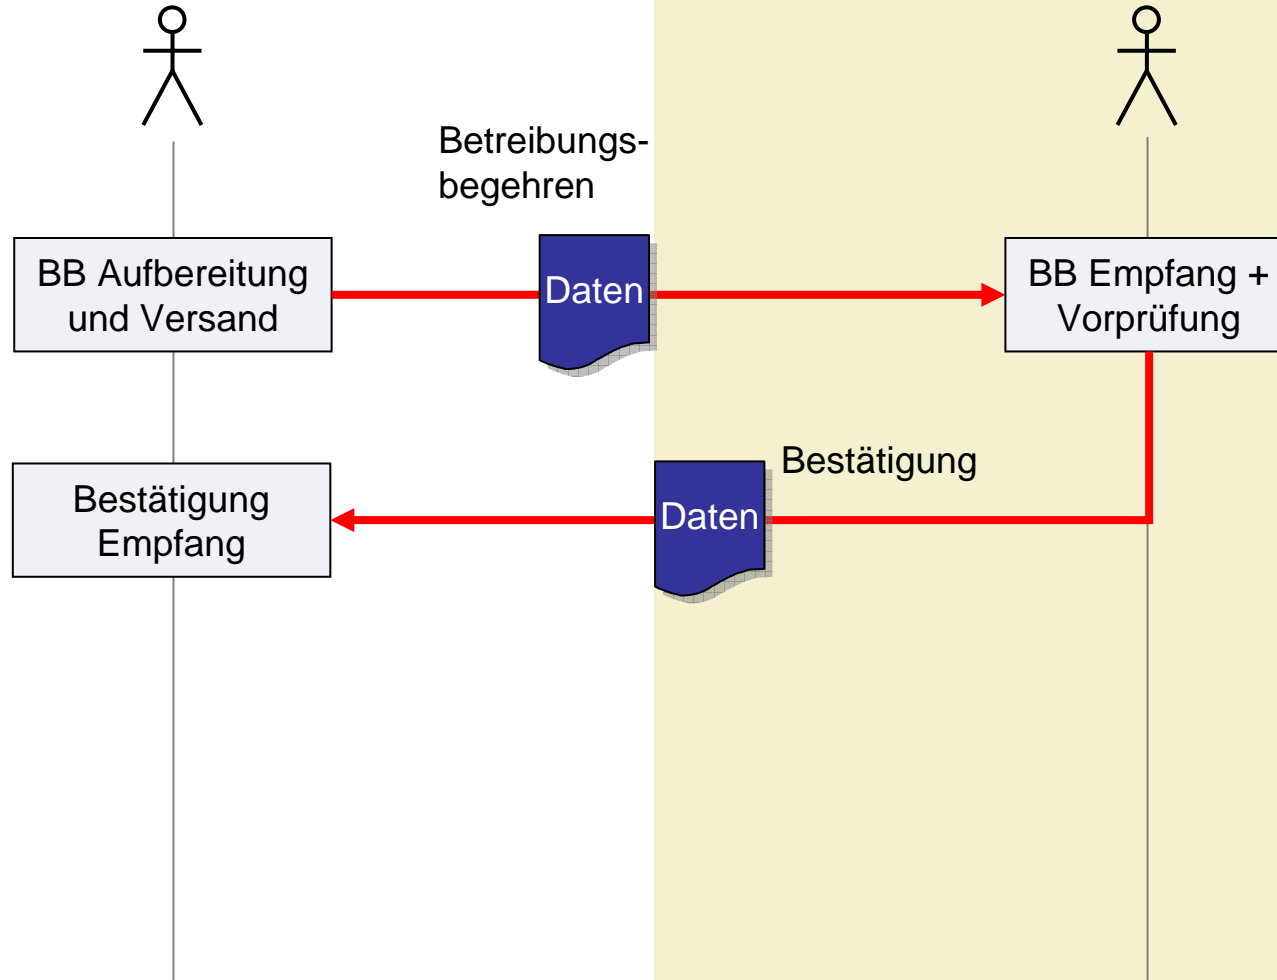 Betreibungs-
begehren
BB Aufbereitung
und Versand
Daten
BB Empfang +
Vorprüfung
Bestätigung
Bestätigung
Empfang
Daten